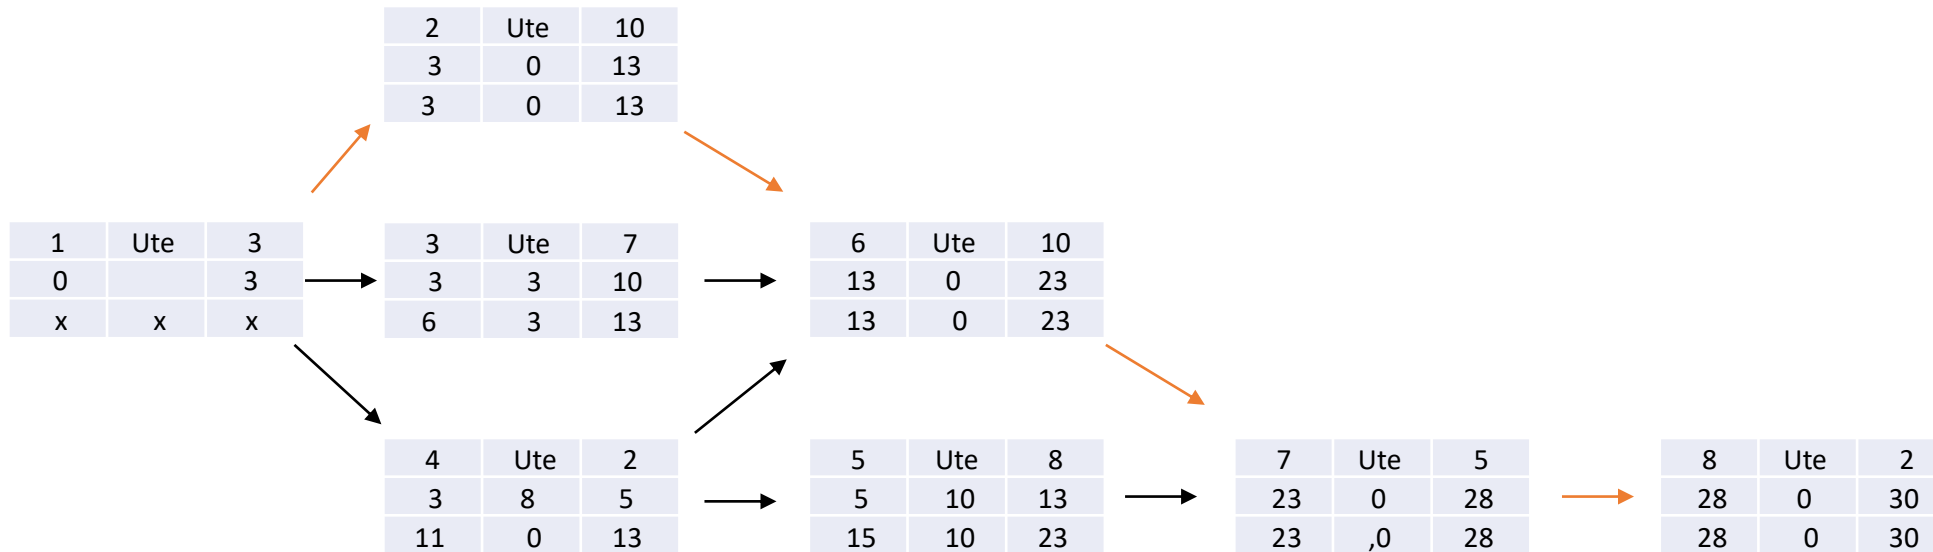 2 Ute 10
3 0 13
3 0 13
1 Ute 3
0 3
x x x
3 Ute 7
3 3 10
6 3 13
6 Ute 10
13 0 23
13 0 23
4 Ute 2
3 8 5
11 0 13
5 Ute 8
5 10 13
15 10 23
7 Ute 5
23 0 28
23 ,0 28
8 Ute 2
28 0 30
28 0 30